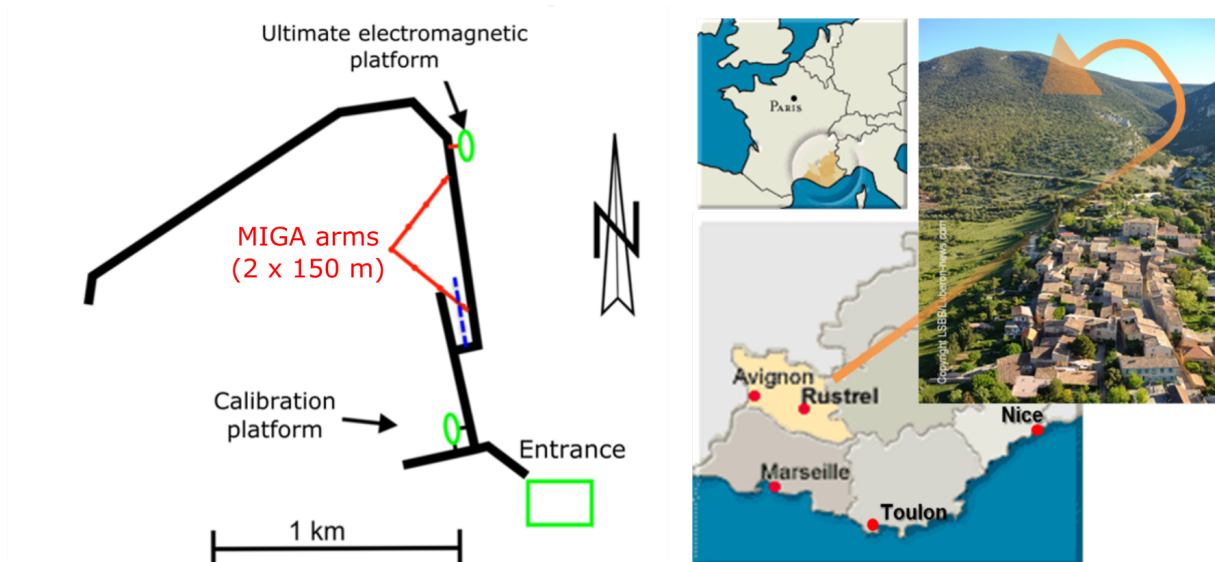 Ultimate electromagnetic
platform
MIGA arms
(2 x 150 m)
N
Calibration
platform
Entrance
1 km
PARIS
Avignon
Rustrel
Nice
Marseille
Toulon